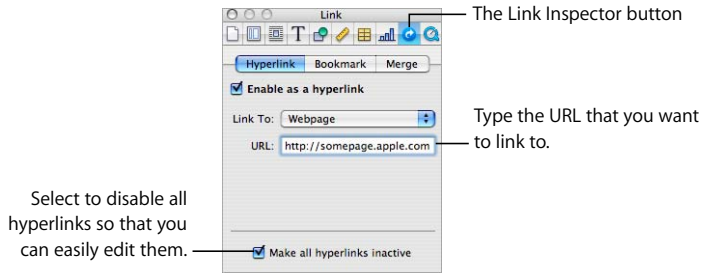 Link
The Link Inspector button
T
Hyperlink Bookmark Merge
Enable as a hyperlink
Link To: Webpage
URL: http://somepage.apple.com
Type the URL that you want
to link to.
Select to disable all
hyperlinks so that you
can easily edit them.
Make all hyperlinks inactive